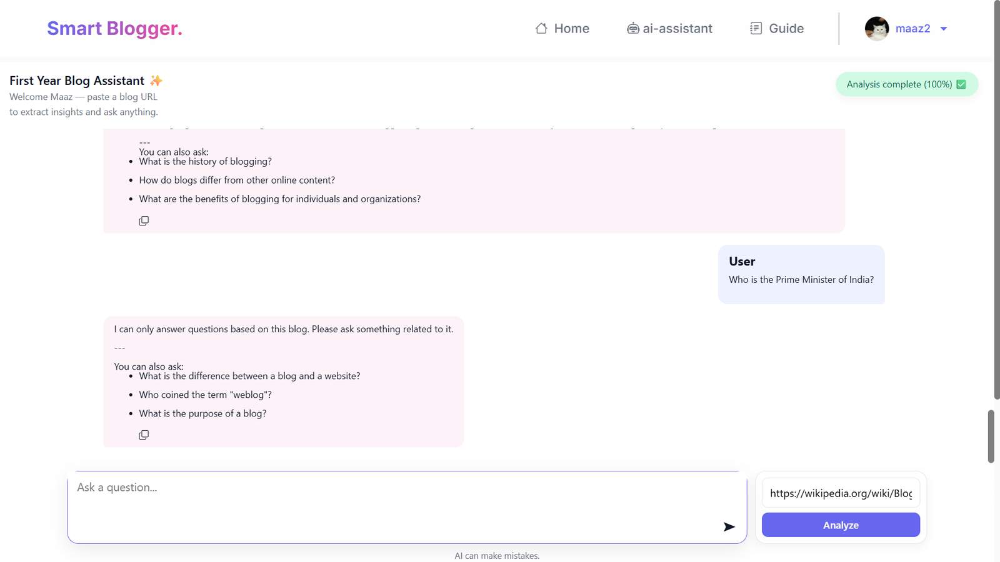 Smart Blogger.
Home
ai-assistant
Guide
maaz2
First Year Blog Assistant ✨
Welcome Maaz — paste a blog URL
to extract insights and ask anything.
Analysis complete (100%) ✅
---
You can also ask:
• What is the history of blogging?
• How do blogs differ from other online content?
• What are the benefits of blogging for individuals and organizations?
User
Who is the Prime Minister of India?
I can only answer questions based on this blog. Please ask something related to it.
---
You can also ask:
• What is the difference between a blog and a website?
• Who coined the term "weblog"?
• What is the purpose of a blog?
Ask a question...
https://wikipedia.org/wiki/Blog
Analyze
AI can make mistakes.